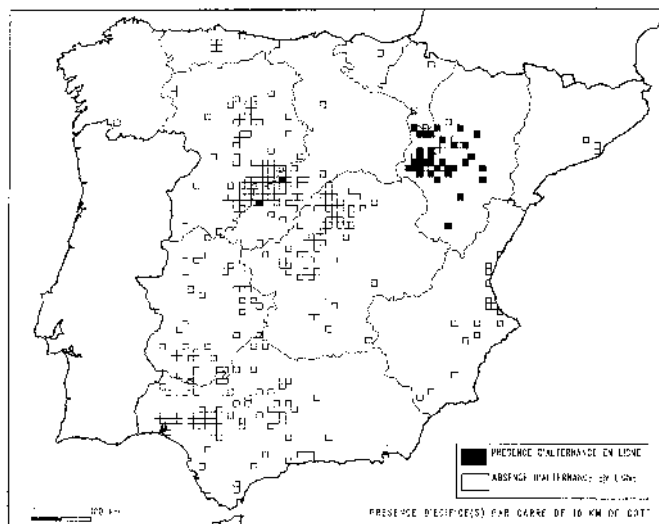 PRESENCE D'ALTERNANCE EN LIGNE
ABSENCE D'ALTERNANCE EN LIGNE
100 km
PRESENCE D'EDIFICE(S) PAR CARRE DE 10 KM DE COTE